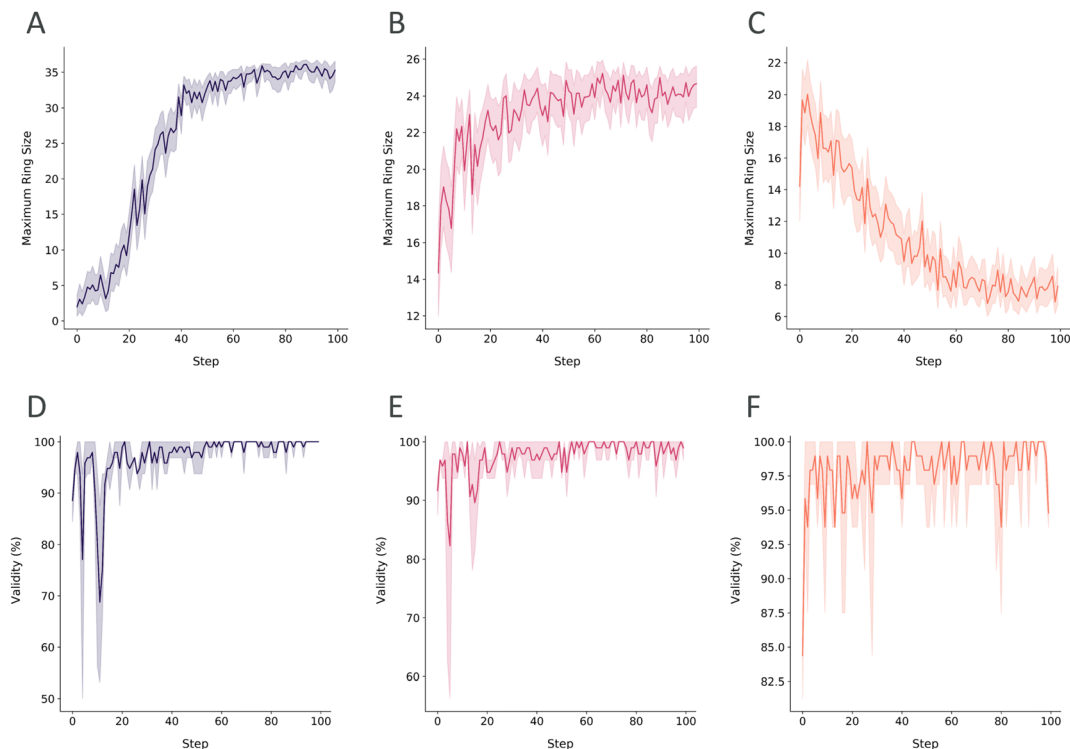 A
B
C
Maximum Ring Size
35
30
25
20
15
10
5
0
0 20 40 60 80 100
Step
Maximum Ring Size
26
24
22
20
18
16
14
12
0 20 40 60 80 100
Step
Maximum Ring Size
22
20
18
16
14
12
10
8
6
0 20 40 60 80 100
Step
D
E
F
Validity (%)
100
90
80
70
60
50
0 20 40 60 80 100
Step
Validity (%)
100
90
80
70
60
0 20 40 60 80 100
Step
Validity (%)
100.0
97.5
95.0
92.5
90.0
87.5
85.0
82.5
0 20 40 60 80 100
Step